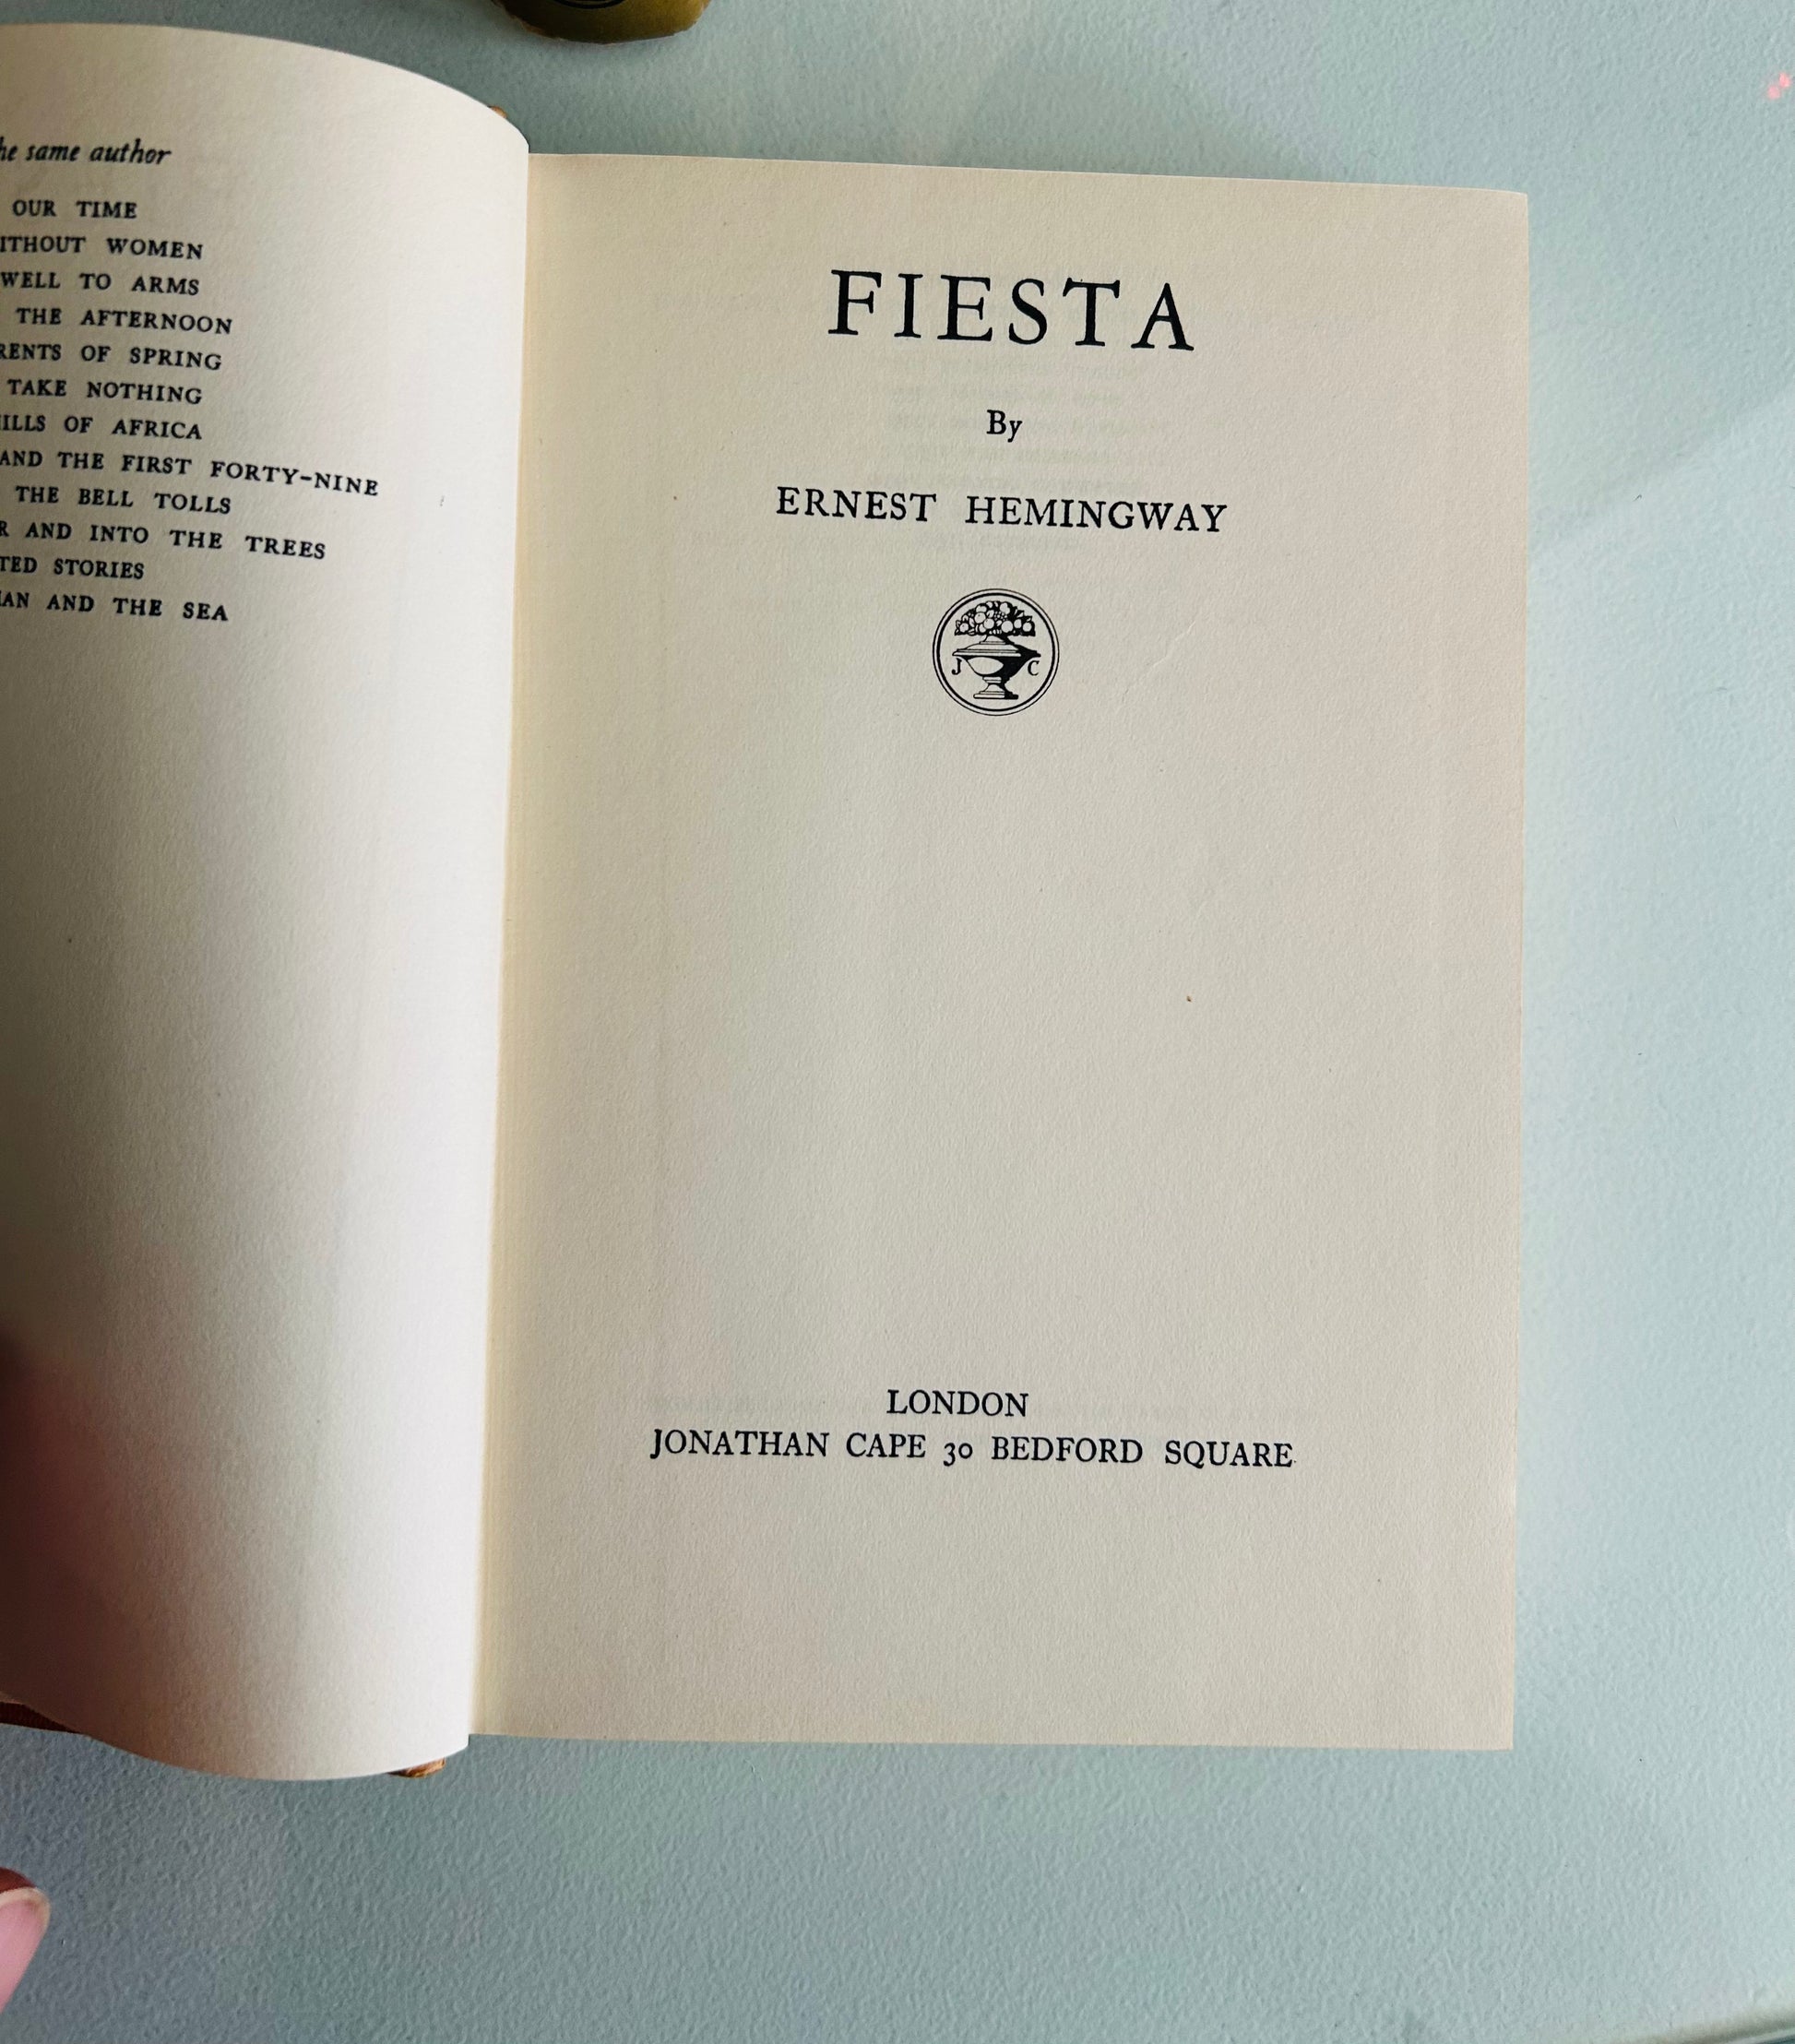 he same author
OUR TIME
ITHOUT WOMEN
WELL TO ARMS
THE AFTERNOON
RENTS OF SPRING
TAKE NOTHING
ILLS OF AFRICA
AND THE FIRST FORTY-NINE
THE BELL TOLLS
R AND INTO THE TREES
TED STORIES
AN AND THE SEA
FIESTA
By
ERNEST HEMINGWAY
J C
LONDON
JONATHAN CAPE 30 BEDFORD SQUARE